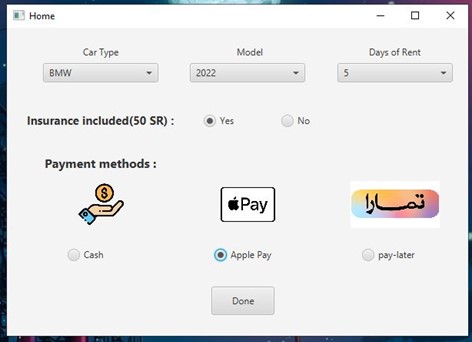 Home
Car Type
Model
Days of Rent
BMW
2022
5
Insurance included(50 SR) :
Yes
No
Payment methods :
$
Pay
تمارا
Cash
Apple Pay
pay-later
Done